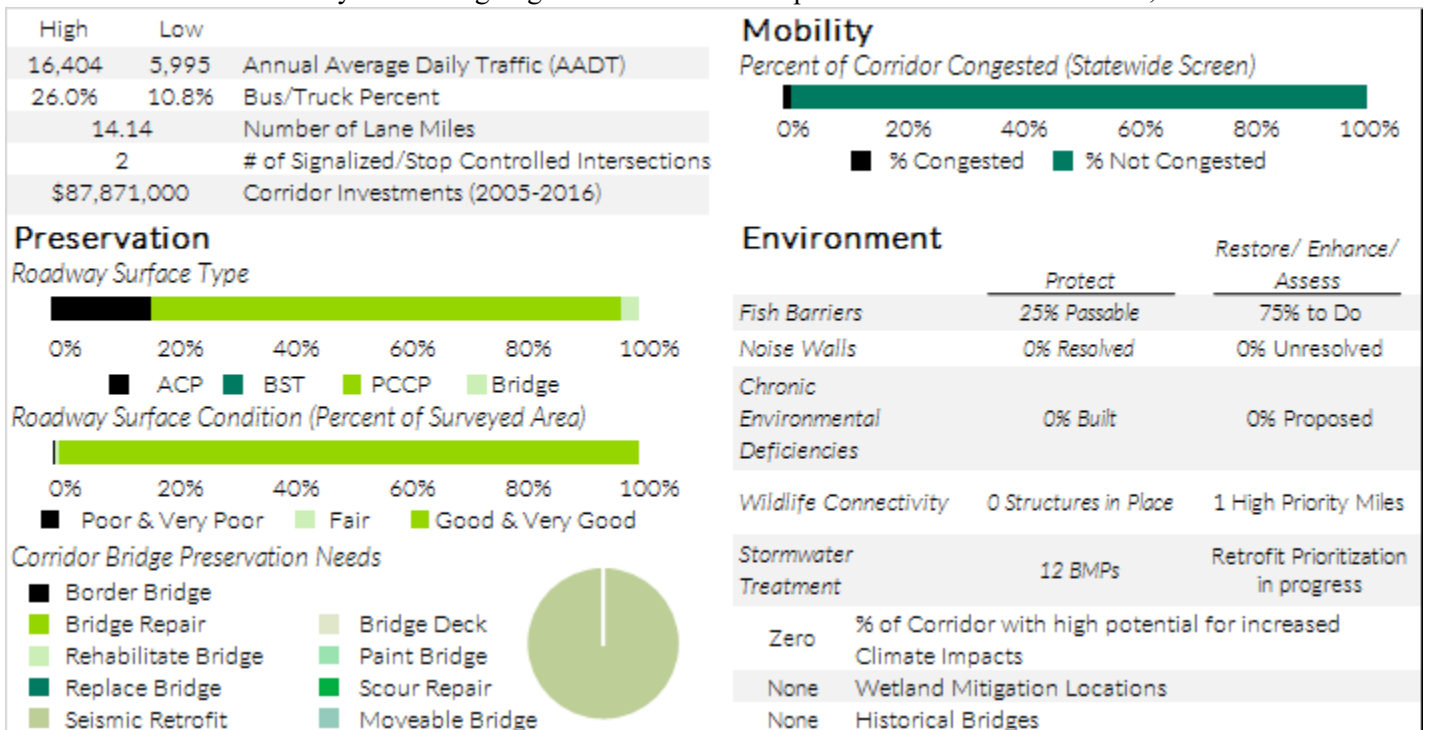 High Low
16,404 5,995 Annual Average Daily Traffic (AADT)
26.0% 10.8% Bus/Truck Percent
14.14 Number of Lane Miles
2 # of Signalized/Stop Controlled Intersections
$87,871,000 Corridor Investments (2005-2016)
Preservation
Roadway Surface Type
0% 20% 40% 60% 80% 100%
ACP BST PCCP Bridge
Roadway Surface Condition (Percent of Surveyed Area)
0% 20% 40% 60% 80% 100%
Poor & Very Poor Fair Good & Very Good
Corridor Bridge Preservation Needs
Border Bridge
Bridge Repair Bridge Deck
Rehabilitate Bridge Paint Bridge
Replace Bridge Scour Repair
Seismic Retrofit Moveable Bridge
Mobility
Percent of Corridor Congested (Statewide Screen)
0% 20% 40% 60% 80% 100%
% Congested % Not Congested
Environment
Restore/ Enhance/
Protect Assess
Fish Barriers 25% Passable 75% to Do
Noise Walls 0% Resolved 0% Unresolved
Chronic
Environmental 0% Built 0% Proposed
Deficiencies
Wildlife Connectivity 0 Structures in Place 1 High Priority Miles
Stormwater Retrofit Prioritization
Treatment 12 BMPs in progress
Zero % of Corridor with high potential for increased
Climate Impacts
None Wetland Mitigation Locations
None Historical Bridges